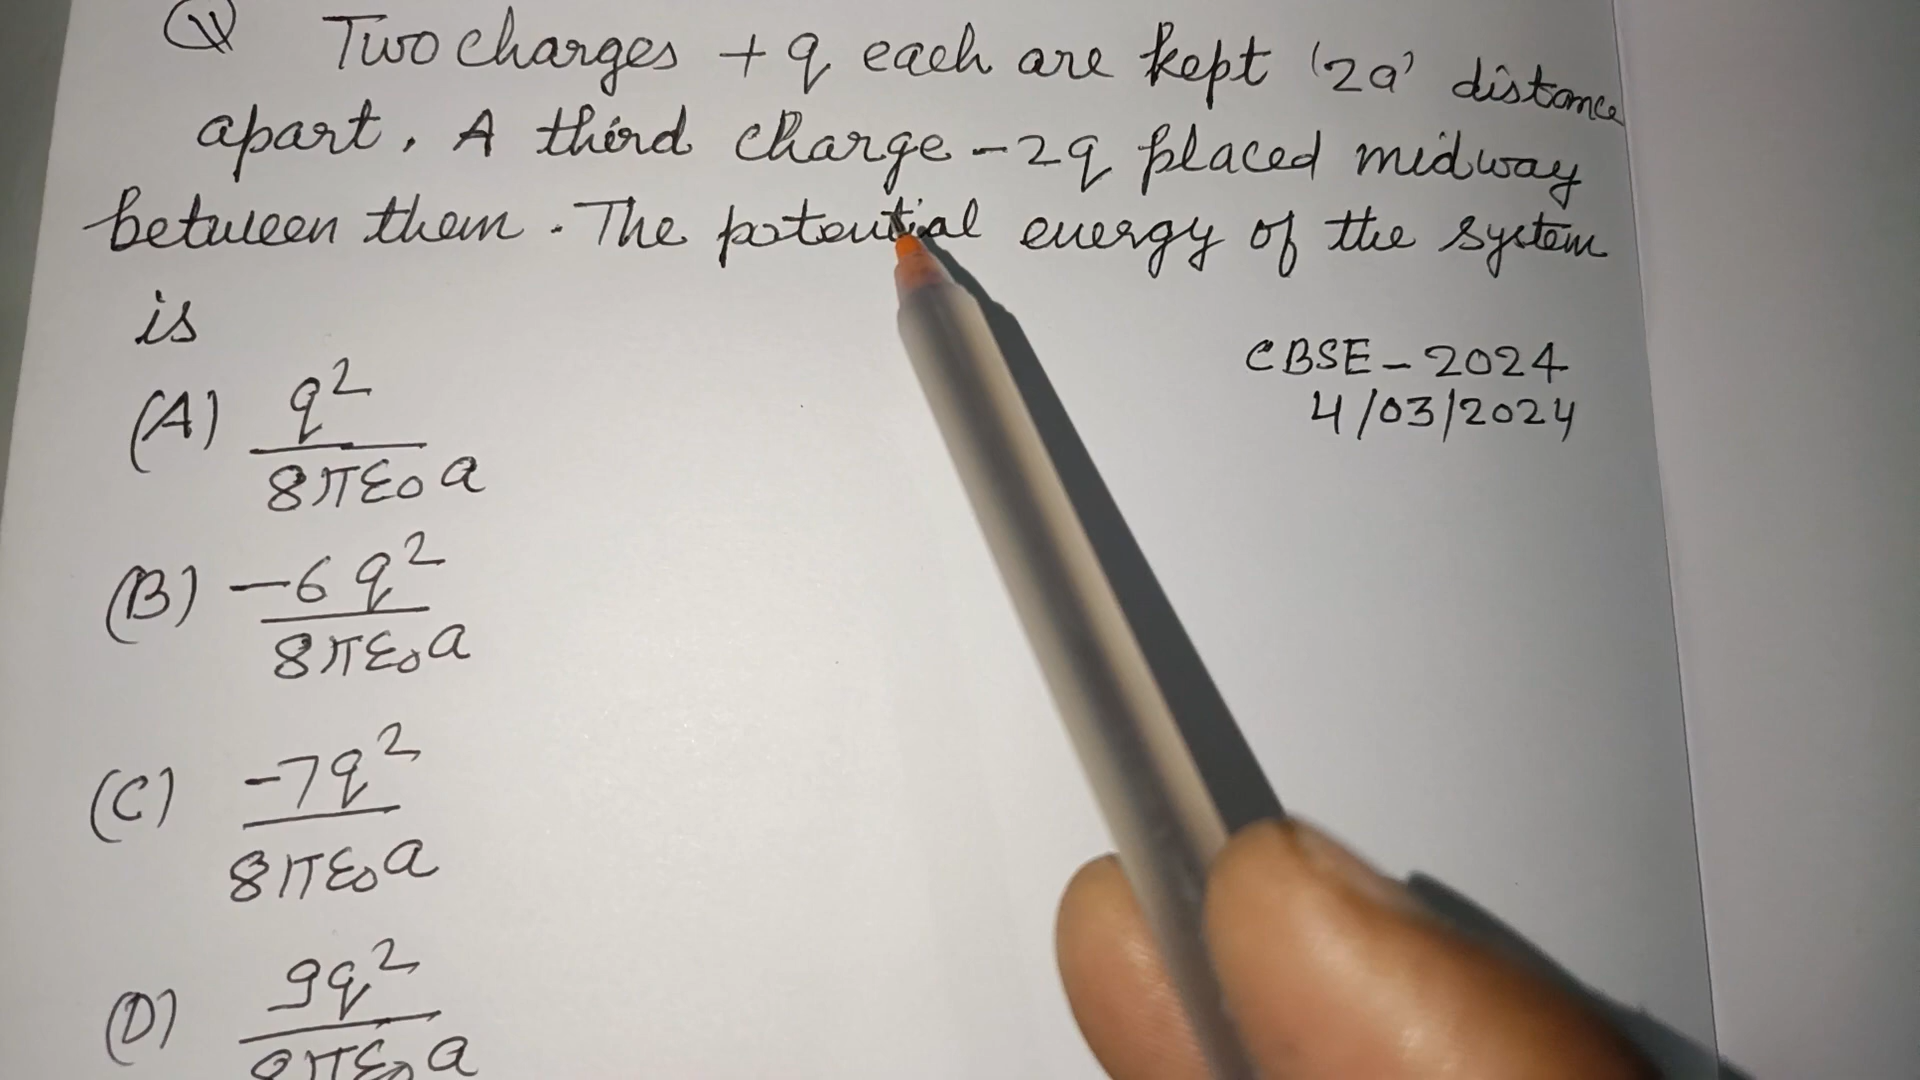 Q Two charges +q each are kept '2a' distance
apart. A third charge -2q placed midway
between them. The potential energy of the system
is
CBSE-2024
4/03/2024
(A) q²
8πε₀a
(B) -6q²
8πε₀a
(C) -7q²
8πε₀a
(D) 9q²
8πε₀a